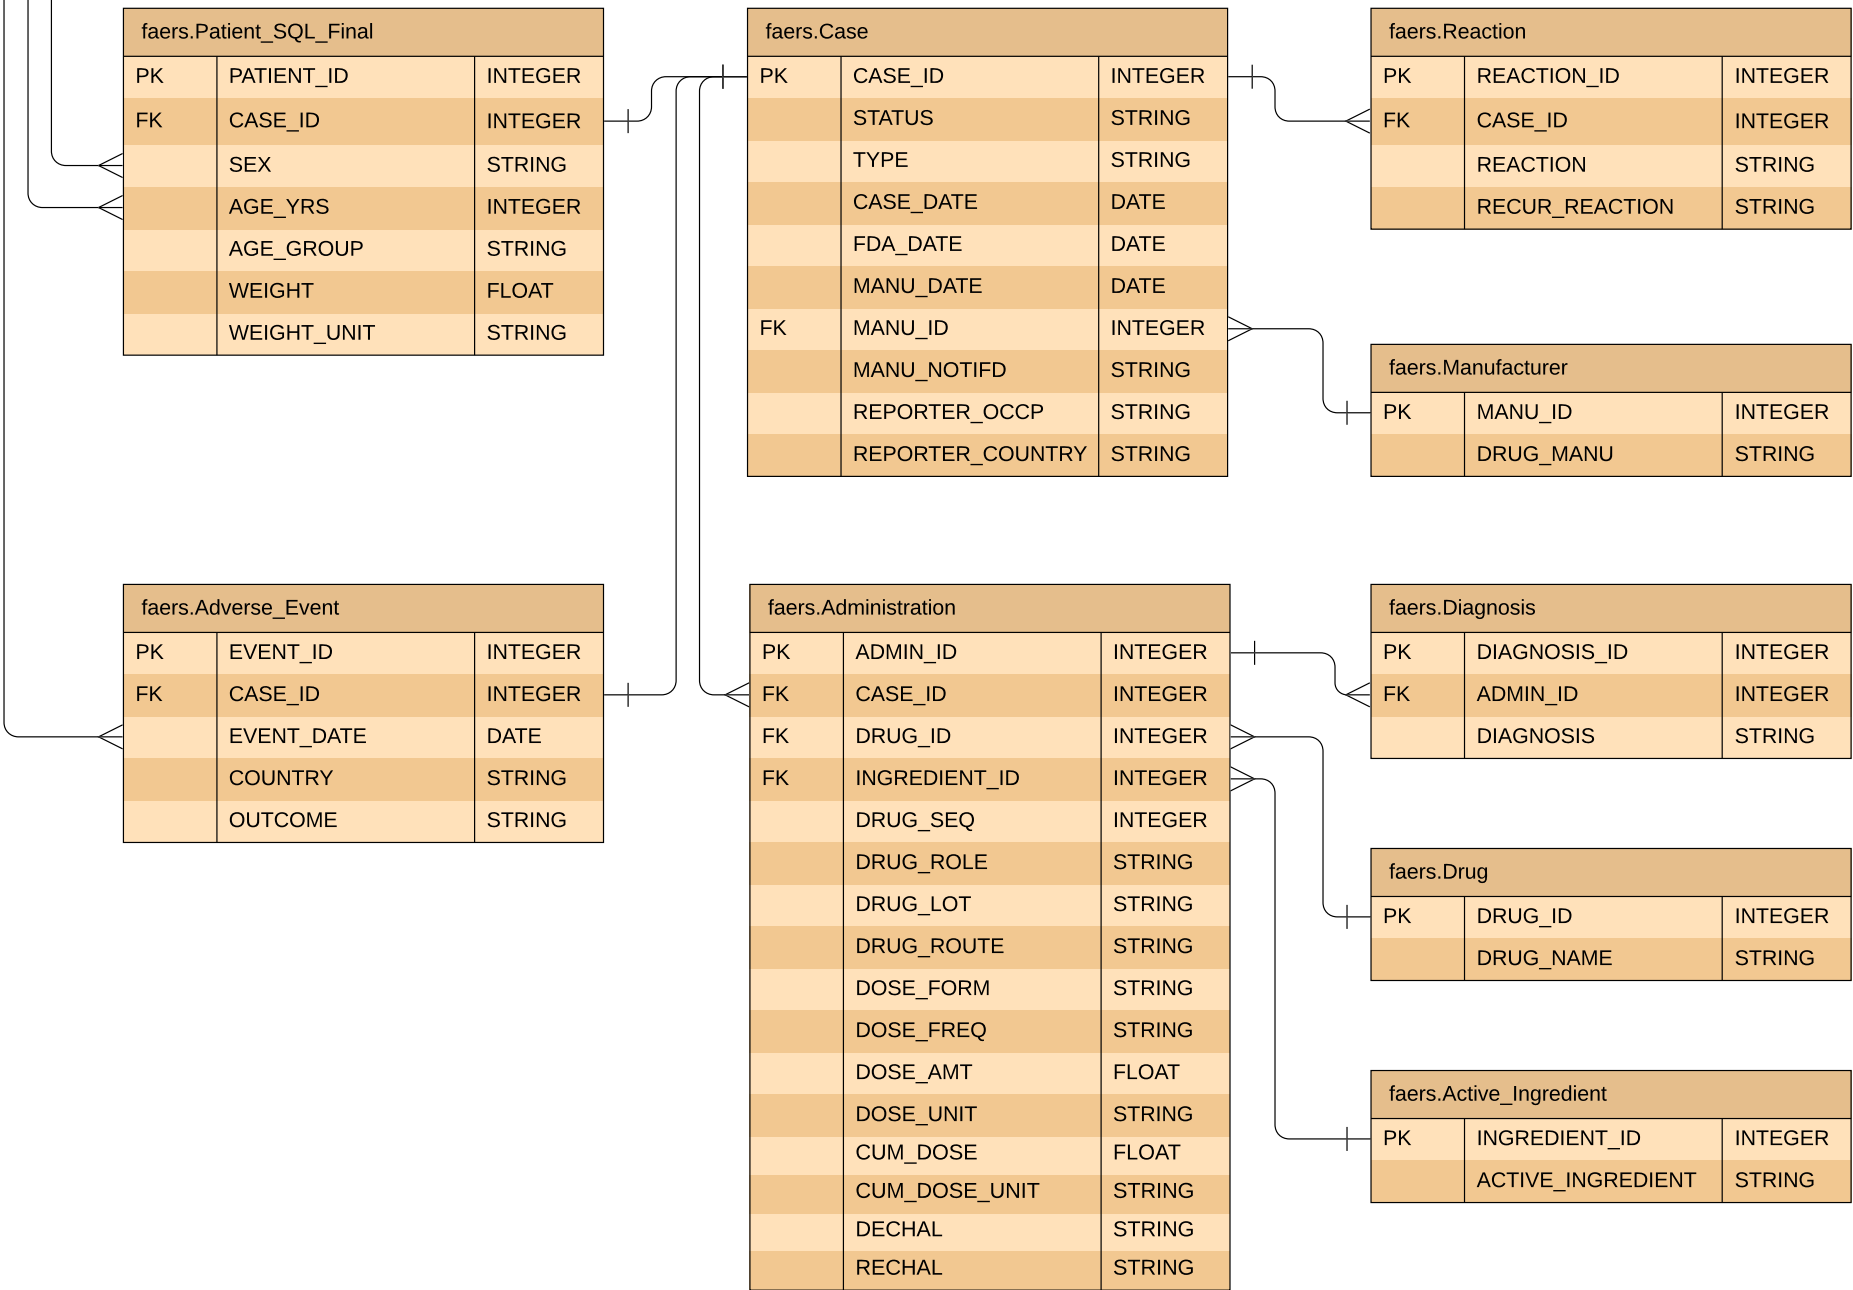 faers.Patient_SQL_Final
PK PATIENT_ID INTEGER
FK CASE_ID INTEGER
SEX STRING
AGE_YRS INTEGER
AGE_GROUP STRING
WEIGHT FLOAT
WEIGHT_UNIT STRING
faers.Case
PK CASE_ID INTEGER
STATUS STRING
TYPE STRING
CASE_DATE DATE
FDA_DATE DATE
MANU_DATE DATE
FK MANU_ID INTEGER
MANU_NOTIFD STRING
REPORTER_OCCP STRING
REPORTER_COUNTRY STRING
faers.Reaction
PK REACTION_ID INTEGER
FK CASE_ID INTEGER
REACTION STRING
RECUR_REACTION STRING
faers.Manufacturer
PK MANU_ID INTEGER
DRUG_MANU STRING
faers.Adverse_Event
PK EVENT_ID INTEGER
FK CASE_ID INTEGER
EVENT_DATE DATE
COUNTRY STRING
OUTCOME STRING
faers.Administration
PK ADMIN_ID INTEGER
FK CASE_ID INTEGER
FK DRUG_ID INTEGER
FK INGREDIENT_ID INTEGER
DRUG_SEQ INTEGER
DRUG_ROLE STRING
DRUG_LOT STRING
DRUG_ROUTE STRING
DOSE_FORM STRING
DOSE_FREQ STRING
DOSE_AMT FLOAT
DOSE_UNIT STRING
CUM_DOSE FLOAT
CUM_DOSE_UNIT STRING
DECHAL STRING
RECHAL STRING
faers.Diagnosis
PK DIAGNOSIS_ID INTEGER
FK ADMIN_ID INTEGER
DIAGNOSIS STRING
faers.Drug
PK DRUG_ID INTEGER
DRUG_NAME STRING
faers.Active_Ingredient
PK INGREDIENT_ID INTEGER
ACTIVE_INGREDIENT STRING